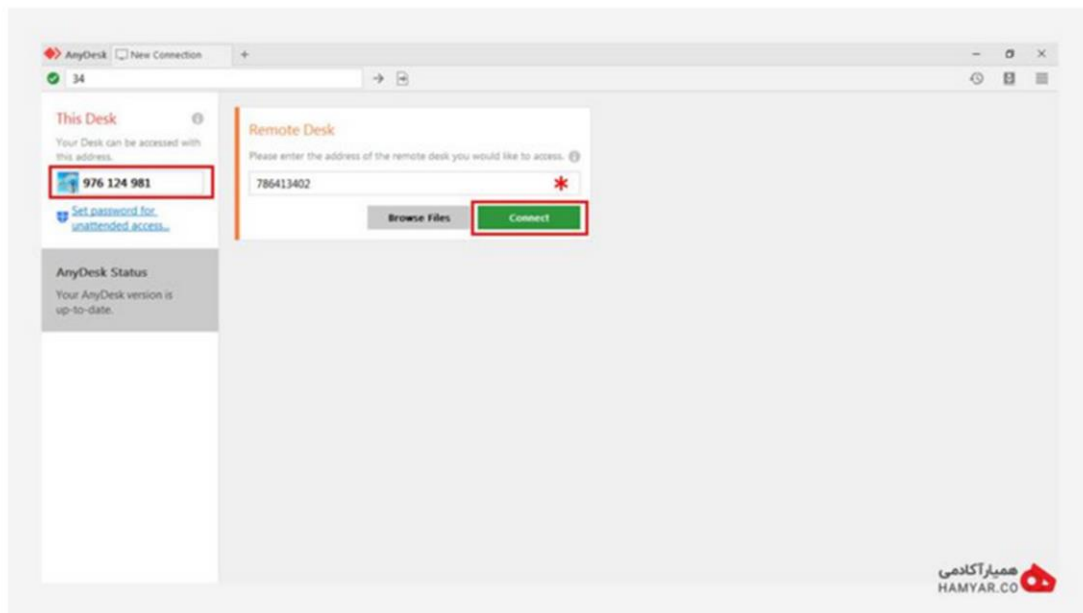 AnyDesk
New Connection
+
34
This Desk
Your Desk can be accessed with
this address.
976 124 981
Set password for
unattended access...
AnyDesk Status
Your AnyDesk version is
up-to-date.
Remote Desk
Please enter the address of the remote desk you would like to access.
786413402
Browse Files
Connect
همیارآکادمی
HAMYAR.CO